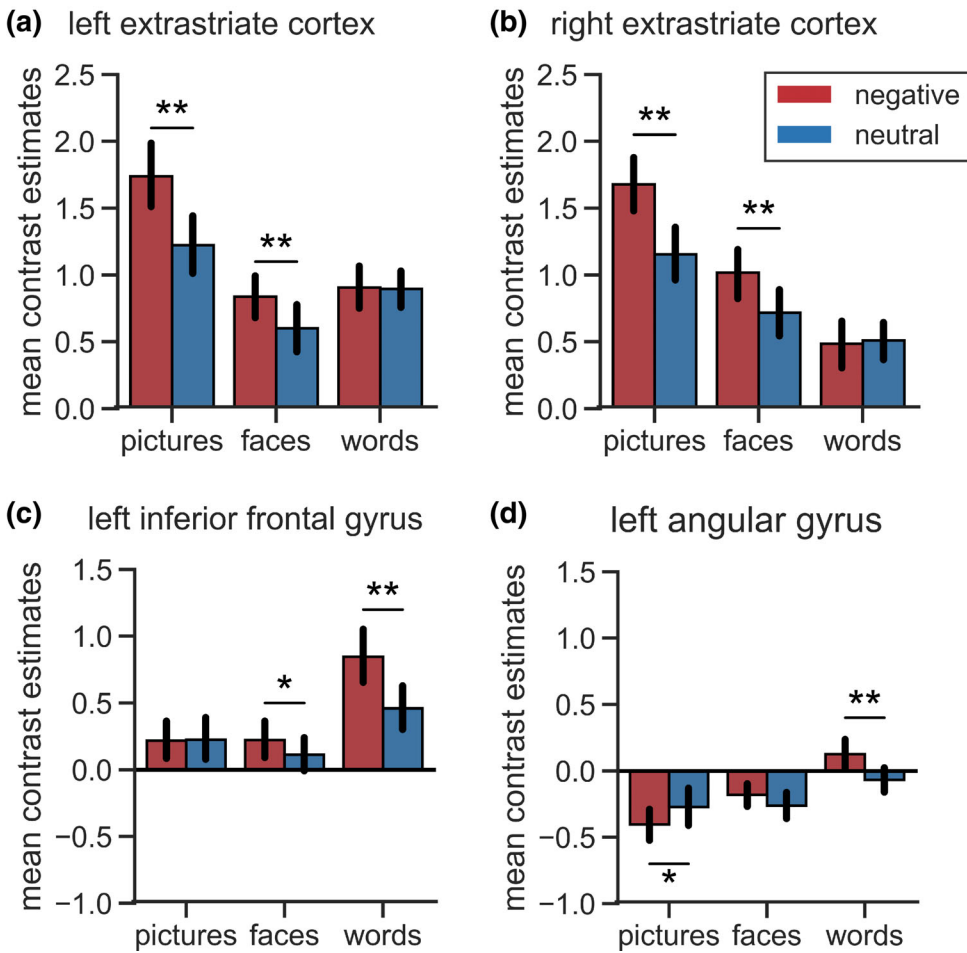 (a) left extrastriate cortex
mean contrast estimates
2.5
2.0
1.5
1.0
0.5
0.0
**
**
pictures faces words
(b) right extrastriate cortex
mean contrast estimates
2.5
2.0
1.5
1.0
0.5
0.0
**
**
negative
neutral
pictures faces words
(c) left inferior frontal gyrus
mean contrast estimates
1.5
1.0
0.5
0.0
−0.5
−1.0
*
**
pictures faces words
(d) left angular gyrus
mean contrast estimates
1.5
1.0
0.5
0.0
−0.5
−1.0
**
*
pictures faces words